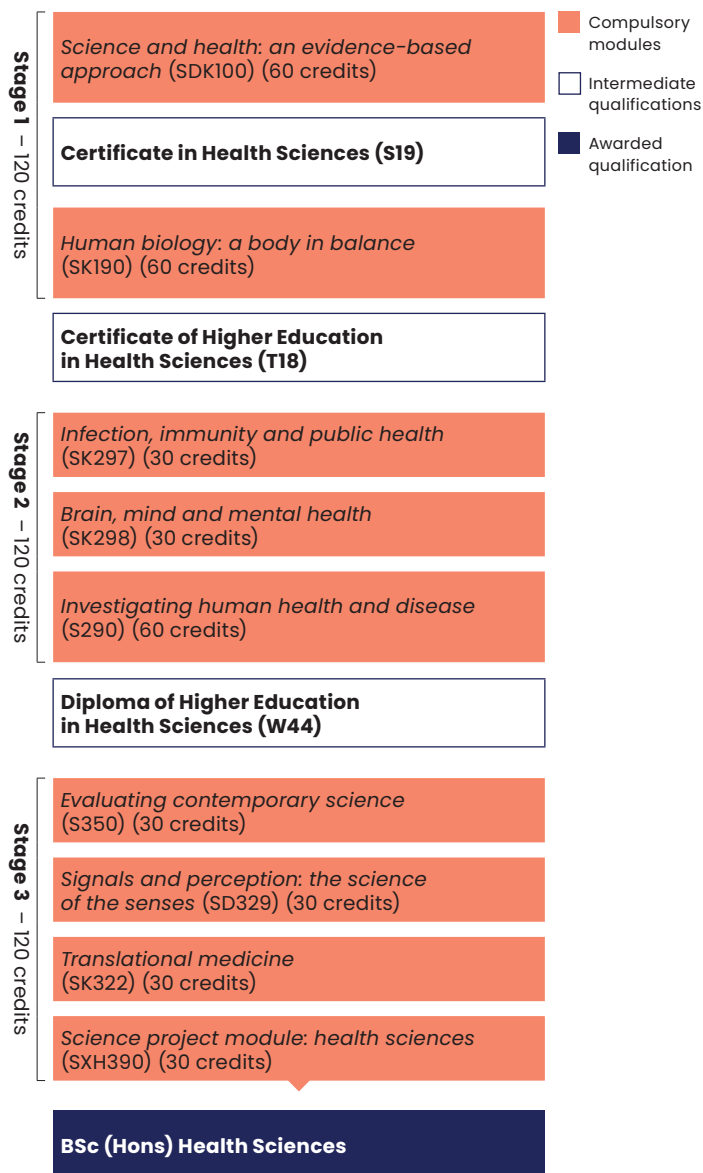 Stage 1 – 120 credits
Science and health: an evidence-based
approach (SDK100) (60 credits)
Certificate in Health Sciences (S19)
Human biology: a body in balance
(SK190) (60 credits)
Certificate of Higher Education
in Health Sciences (T18)
Stage 2 – 120 credits
Infection, immunity and public health
(SK297) (30 credits)
Brain, mind and mental health
(SK298) (30 credits)
Investigating human health and disease
(S290) (60 credits)
Diploma of Higher Education
in Health Sciences (W44)
Stage 3 – 120 credits
Evaluating contemporary science
(S350) (30 credits)
Signals and perception: the science
of the senses (SD329) (30 credits)
Translational medicine
(SK322) (30 credits)
Science project module: health sciences
(SXH390) (30 credits)
BSc (Hons) Health Sciences
Compulsory
modules
Intermediate
qualifications
Awarded
qualification